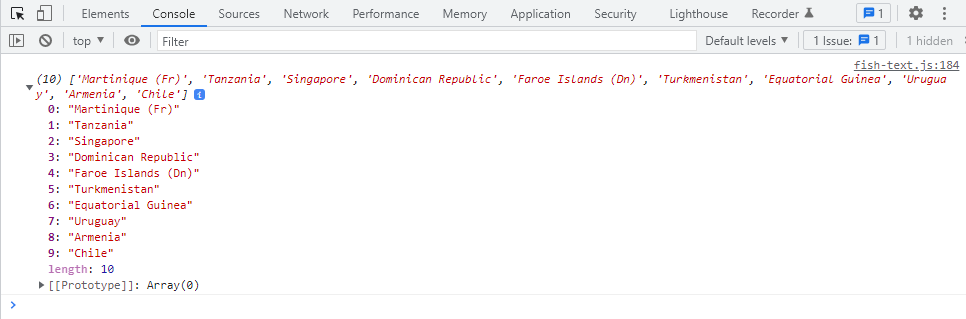 Elements Console Sources Network Performance Memory Application Security Lighthouse Recorder 1
top Filter Default levels 1 Issue: 1 1 hidden
fish-text.js:184
(10) ['Martinique (Fr)', 'Tanzania', 'Singapore', 'Dominican Republic', 'Faroe Islands (Dn)', 'Turkmenistan', 'Equatorial Guinea', 'Urugua
y', 'Armenia', 'Chile'] i
0: "Martinique (Fr)"
1: "Tanzania"
2: "Singapore"
3: "Dominican Republic"
4: "Faroe Islands (Dn)"
5: "Turkmenistan"
6: "Equatorial Guinea"
7: "Uruguay"
8: "Armenia"
9: "Chile"
length: 10
[[Prototype]]: Array(0)